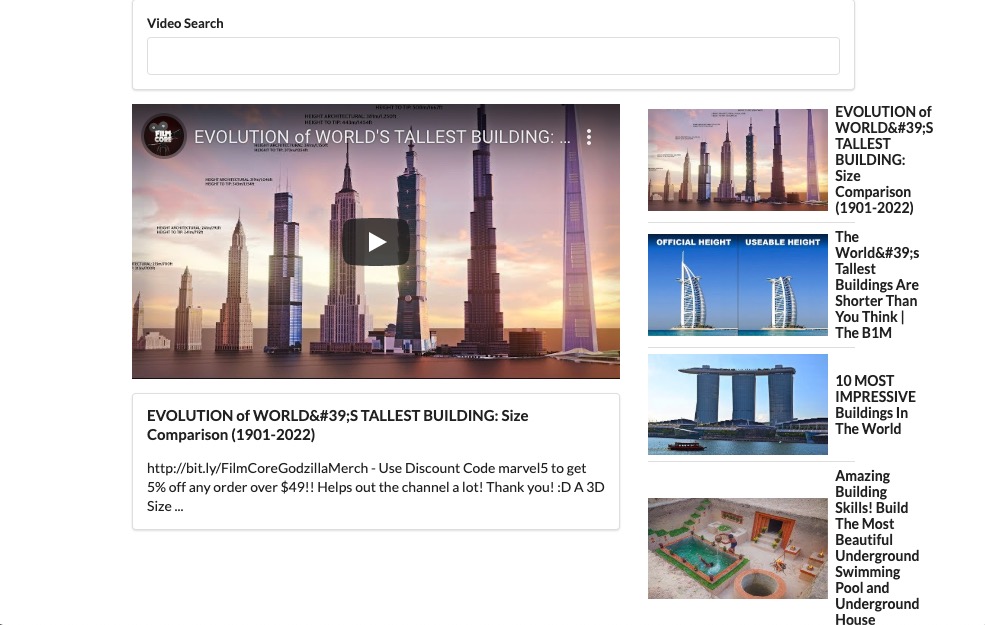 Video Search
FILM
CORE
EVOLUTION of WORLD'S TALLEST BUILDING: ...
EVOLUTION of WORLD&#39;S TALLEST BUILDING: Size
Comparison (1901-2022)
http://bit.ly/FilmCoreGodzillaMerch - Use Discount Code marvel5 to get
5% off any order over $49!! Helps out the channel a lot! Thank you! :D A 3D
Size ...
EVOLUTION of
WORLD&#39;S
TALLEST
BUILDING:
Size
Comparison
(1901-2022)
OFFICIAL HEIGHT
USEABLE HEIGHT
The
World&#39;s
Tallest
Buildings Are
Shorter Than
You Think |
The B1M
10 MOST
IMPRESSIVE
Buildings In
The World
Amazing
Building
Skills! Build
The Most
Beautiful
Underground
Swimming
Pool and
Underground
House